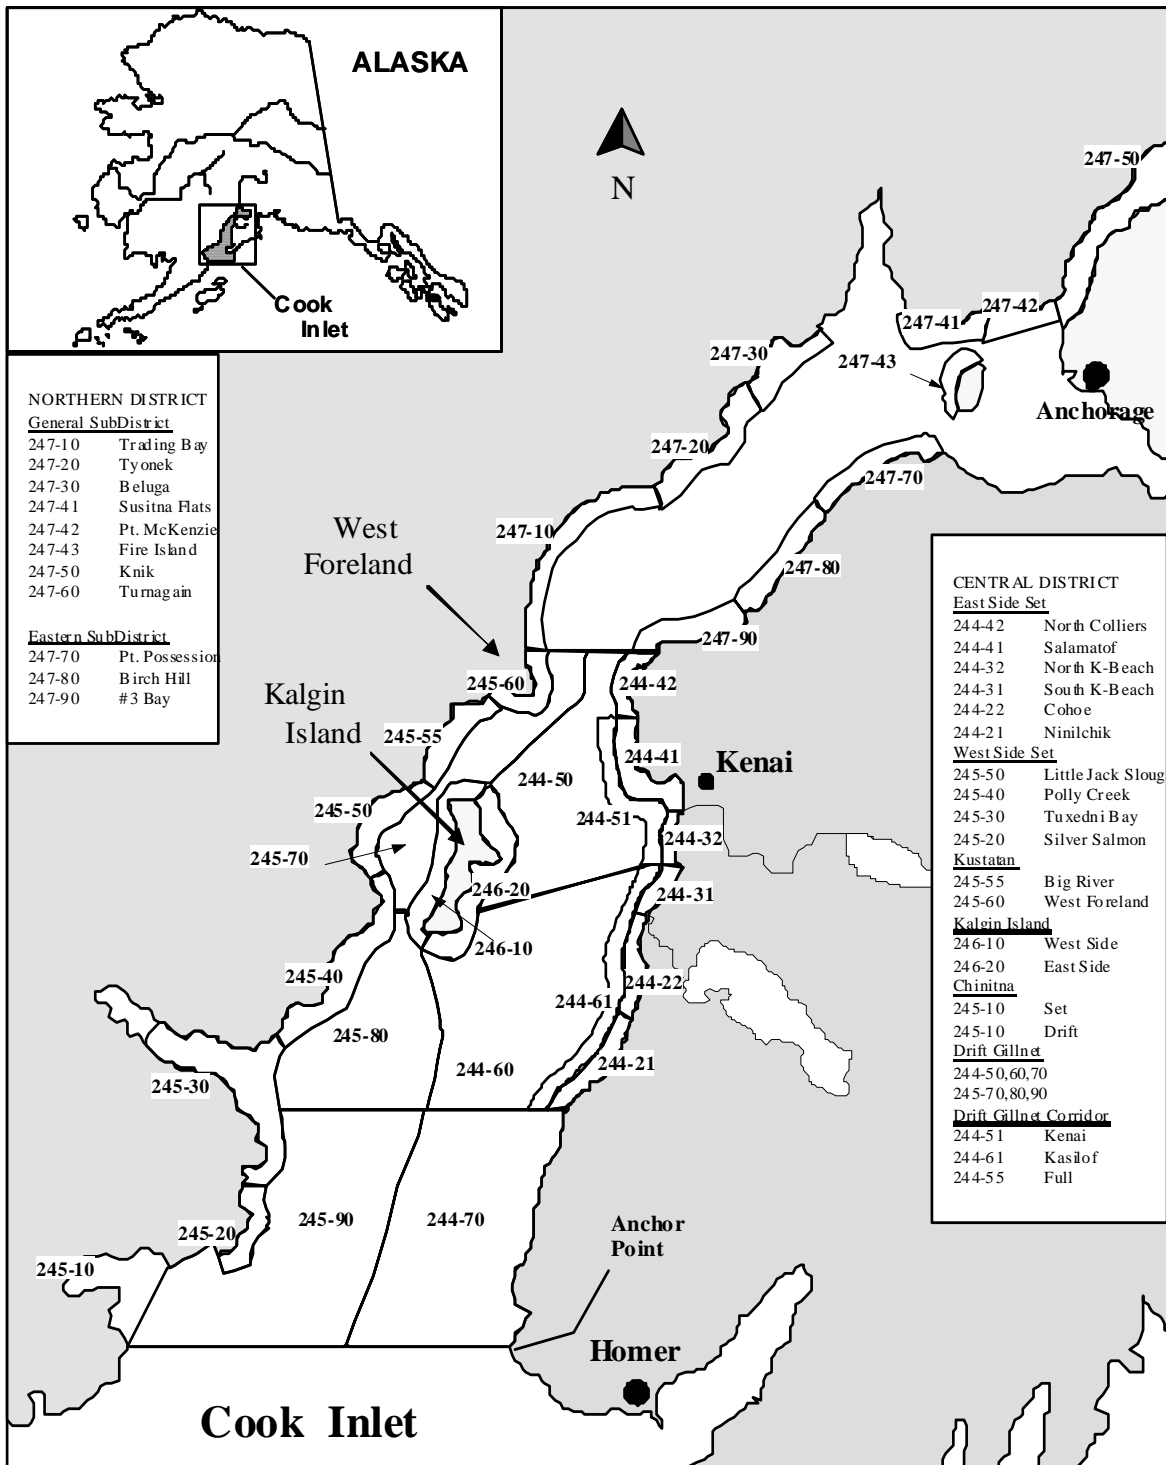 ALASKA
Cook
Inlet
N
NORTHERN DISTRICT
General SubDistrict
247-10 Trading Bay
247-20 Tyonek
247-30 Beluga
247-41 Susitna Flats
247-42 Pt. McKenzie
247-43 Fire Island
247-50 Knik
247-60 Turnagain
Eastern SubDistrict
247-70 Pt. Possession
247-80 Birch Hill
247-90 #3 Bay
247-50
247-42
247-41
247-30
247-43
Anchorage
247-20
247-70
247-10
West
Foreland
247-80
247-90
245-60
244-42
Kalgin
Island
245-55
244-41
Kenai
244-50
245-50
244-51
244-32
245-70
246-20
244-31
246-10
245-40
244-22
244-61
245-80
244-21
244-60
245-30
245-90
244-70
245-20
Anchor
Point
245-10
Homer
Cook Inlet
CENTRAL DISTRICT
East Side Set
244-42 North Colliers
244-41 Salamatof
244-32 North K-Beach
244-31 South K-Beach
244-22 Cohoe
244-21 Ninilchik
West Side Set
245-50 Little Jack Sloug
245-40 Polly Creek
245-30 Tuxedni Bay
245-20 Silver Salmon
Kustatan
245-55 Big River
245-60 West Foreland
Kalgin Island
246-10 West Side
246-20 East Side
Chinitna
245-10 Set
245-10 Drift
Drift Gillnet
244-50,60,70
245-70,80,90
Drift Gillnet Corridor
244-51 Kenai
244-61 Kasilof
244-55 Full